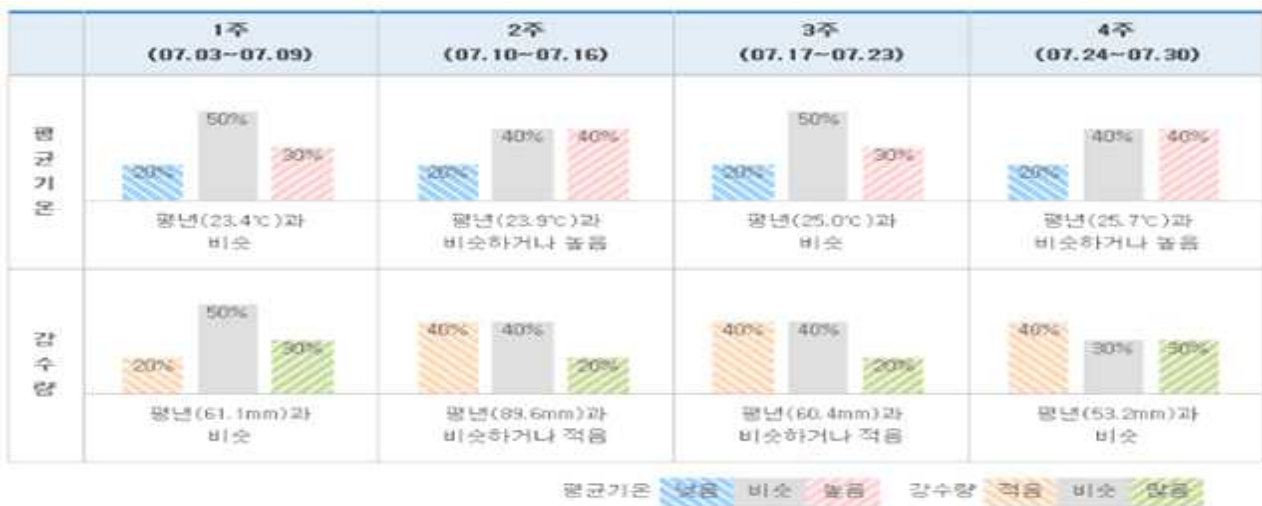 1주
(07.03~07.09)
2주
(07.10~07.16)
3주
(07.17~07.23)
4주
(07.24~07.30)
평균기온
20%
50%
30%
20%
40%
40%
20%
50%
30%
20%
40%
40%
평년(23.4℃)과
비슷
평년(23.9℃)과
비슷하거나 높음
평년(25.0℃)과
비슷
평년(25.7℃)과
비슷하거나 높음
강수량
20%
50%
30%
40%
40%
20%
40%
40%
20%
40%
30%
30%
평년(61.1mm)과
비슷
평년(89.6mm)과
비슷하거나 적음
평년(60.4mm)과
비슷하거나 적음
평년(53.2mm)과
비슷
평균기온 낮음 비슷 높음 강수량 적음 비슷 많음